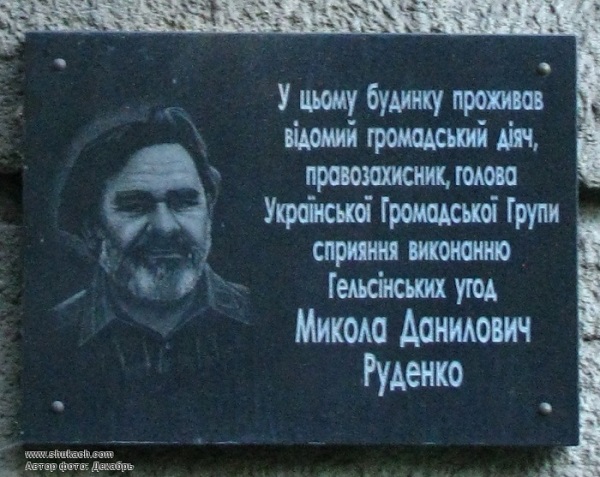 У цьому будинку проживав
відомий громадський діяч,
правозахисник, голова
Української Громадської Групи
сприяння виконанню
Гельсінських угод
Микола Данилович
Руденко
www.shukach.com
Автор фото: Декабрь